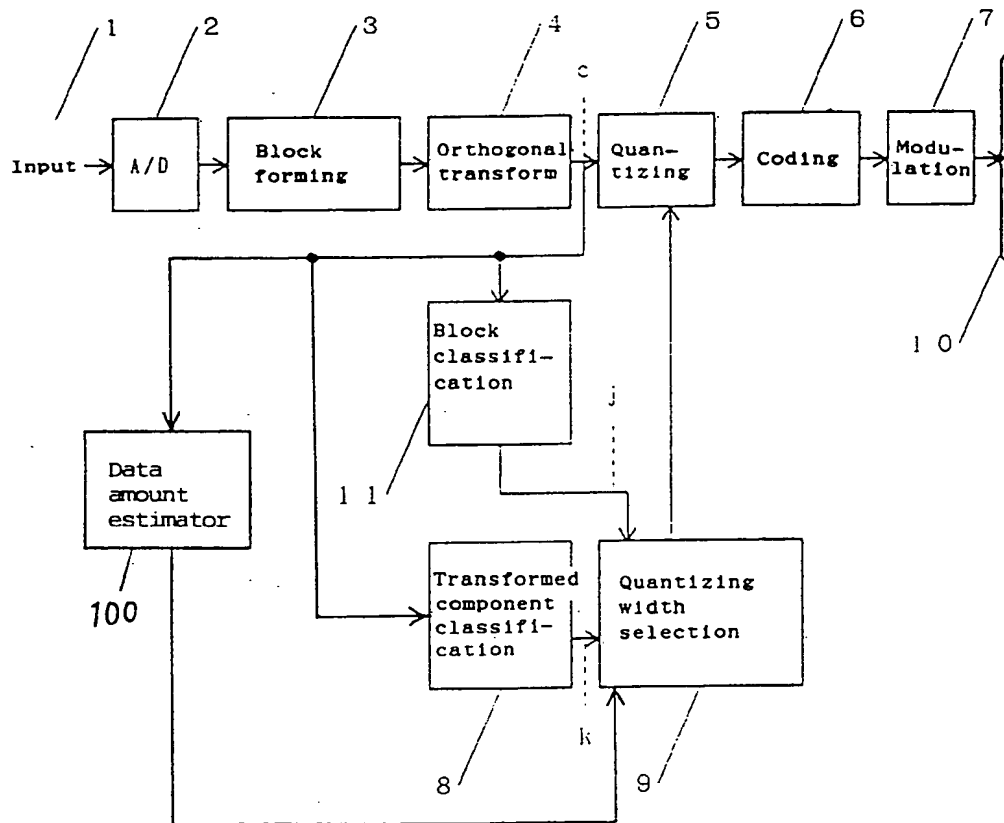 1
2
3
4
5
6
7
c
Input
A/D
Block
forming
Orthogonal
transform
Quan-
tizing
Coding
Modu-
lation
10
Block
classifi-
cation
11
j
Data
amount
estimator
100
Transformed
component
classifi-
cation
Quantizing
width
selection
k
8
9